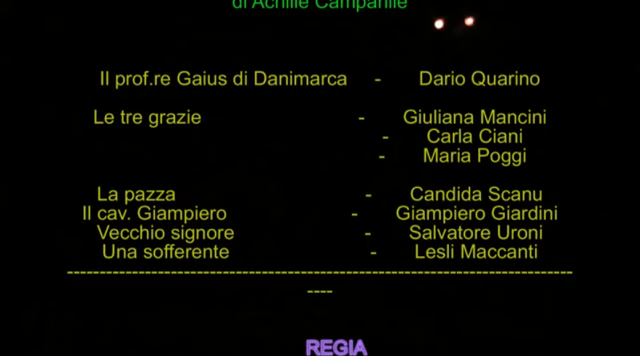 di Achille Campanile
Il prof.re Gaius di Danimarca - Dario Quarino
Le tre grazie - Giuliana Mancini
- Carla Ciani
- Maria Poggi
La pazza - Candida Scanu
Il cav. Giampiero - Giampiero Giardini
Vecchio signore - Salvatore Uroni
Una sofferente - Lesli Maccanti
------------------------------------------------------------------------------
----
REGIA